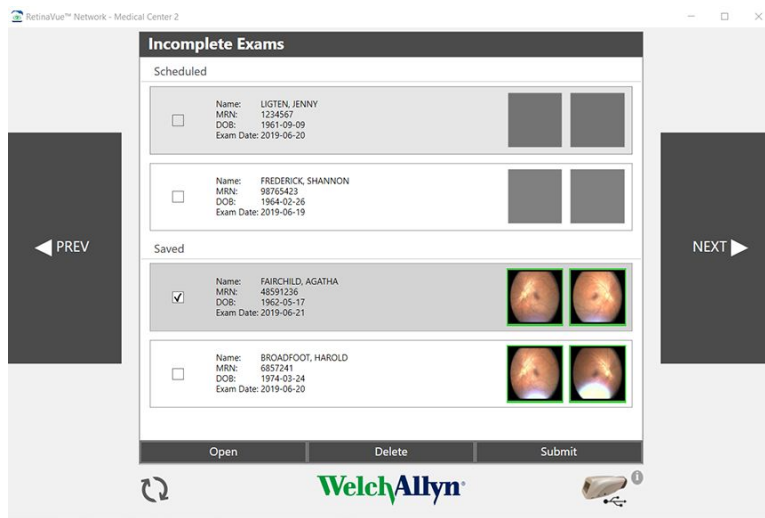 RetinaVue™ Network - Medical Center 2
Incomplete Exams
Scheduled
Name: LIGTEN, JENNY
MRN: 1234567
DOB: 1961-09-09
Exam Date: 2019-06-20
Name: FREDERICK, SHANNON
MRN: 98765423
DOB: 1964-02-26
Exam Date: 2019-06-19
PREV
NEXT
Saved
Name: FAIRCHILD, AGATHA
MRN: 48591236
DOB: 1962-05-17
Exam Date: 2019-06-21
Name: BROADFOOT, HAROLD
MRN: 6857241
DOB: 1974-03-24
Exam Date: 2019-06-20
Open Delete Submit
WelchAllyn®